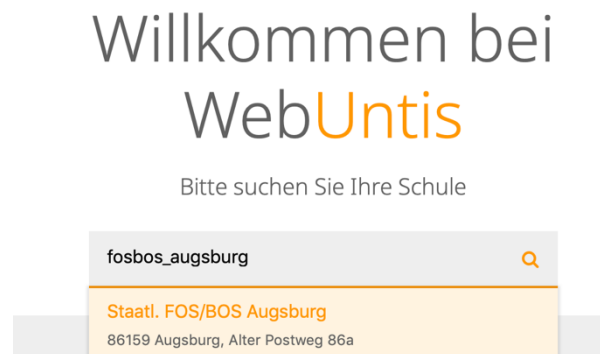 Willkommen bei
WebUntis
Bitte suchen Sie Ihre Schule
fosbos_augsburg
Staatl. FOS/BOS Augsburg
86159 Augsburg, Alter Postweg 86a